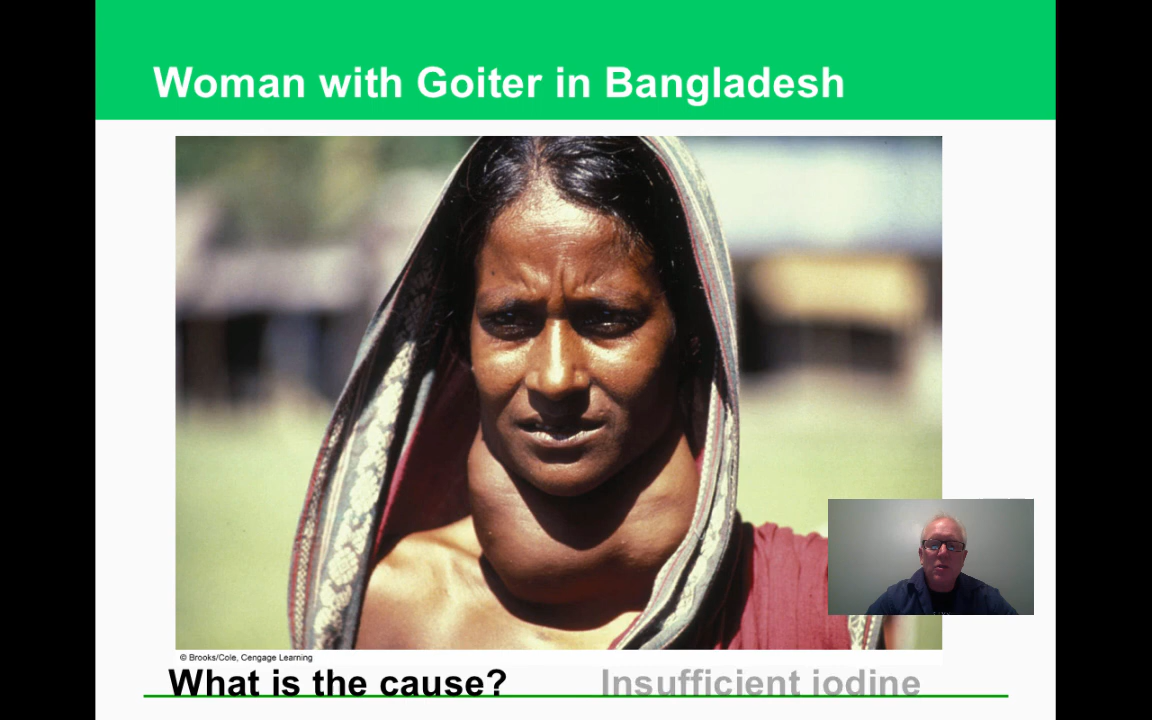 Woman with Goiter in Bangladesh
© Brooks/Cole, Cengage Learning
What is the cause? Insufficient iodine